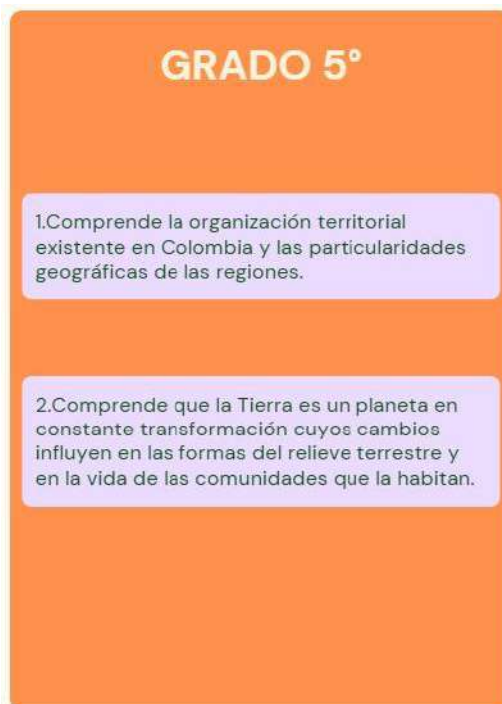 GRADO 5°
1.Comprende la organización territorial
existente en Colombia y las particularidades
geográficas de las regiones.
2.Comprende que la Tierra es un planeta en
constante transformación cuyos cambios
influyen en las formas del relieve terrestre y
en la vida de las comunidades que la habitan.